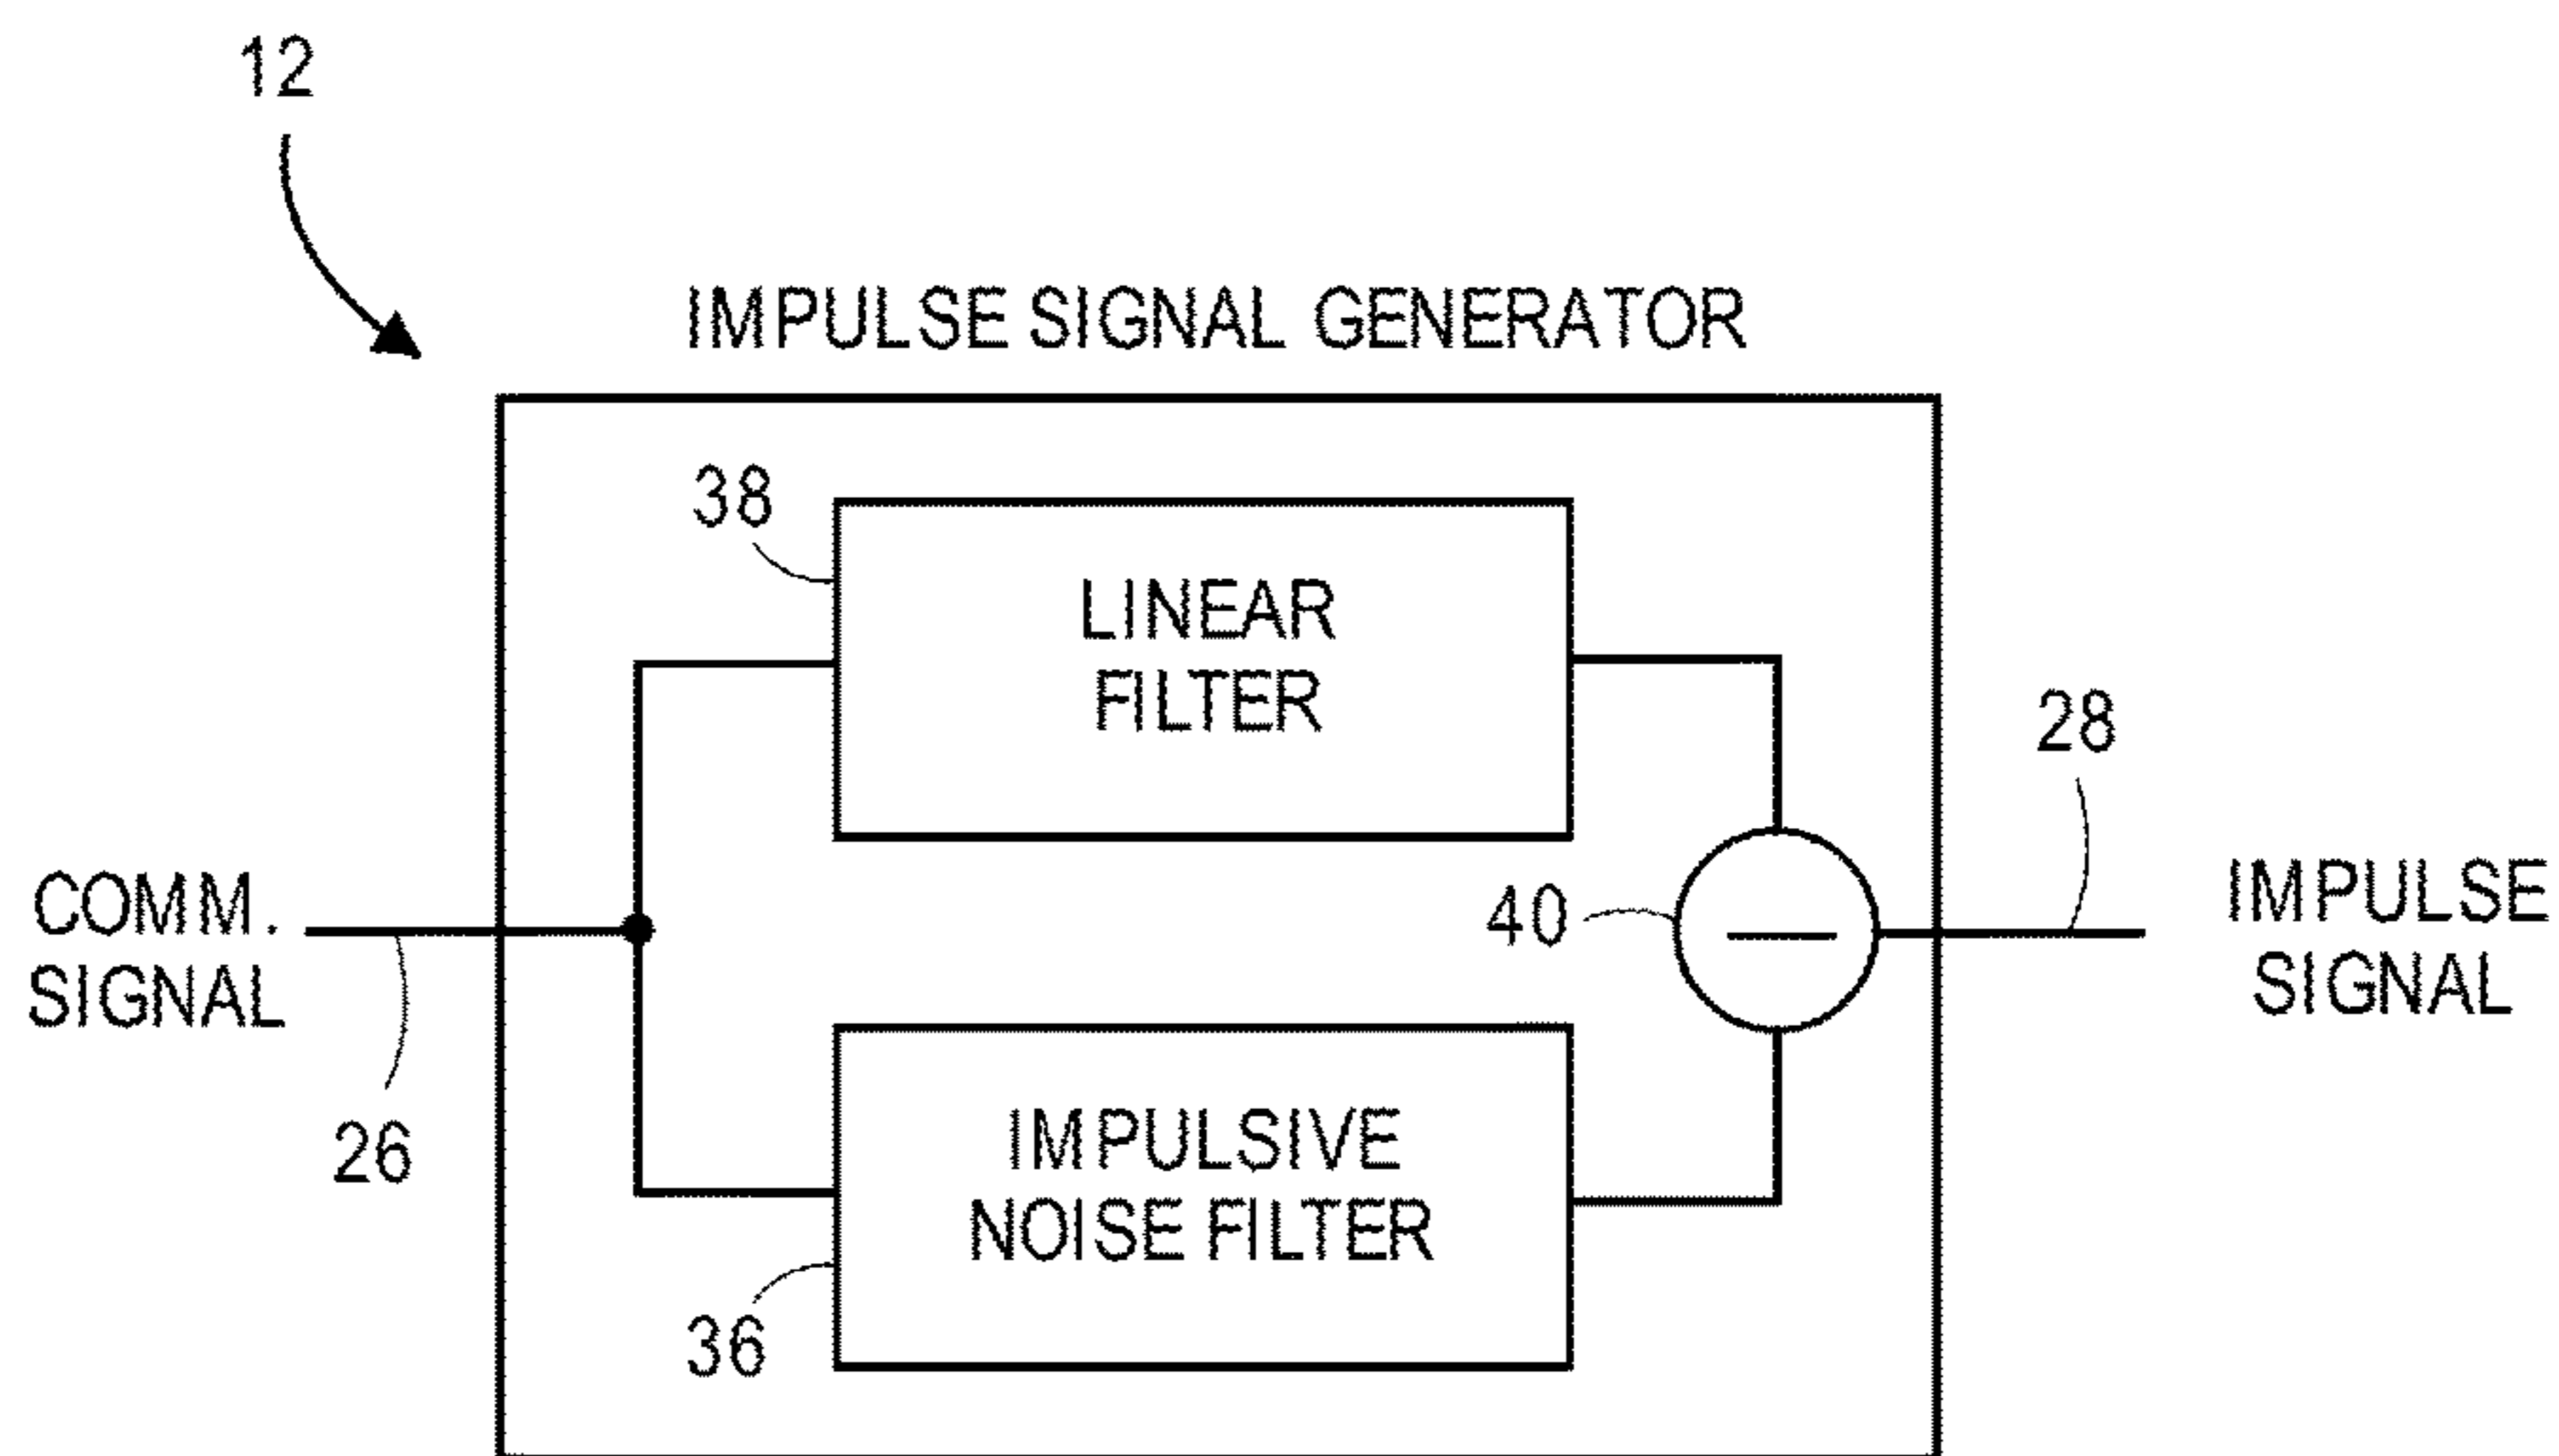 12
IMPULSE SIGNAL GENERATOR
38
LINEAR
FILTER
28
COMM.
SIGNAL
40
IMPULSE
SIGNAL
26
IMPULSIVE
NOISE FILTER
36